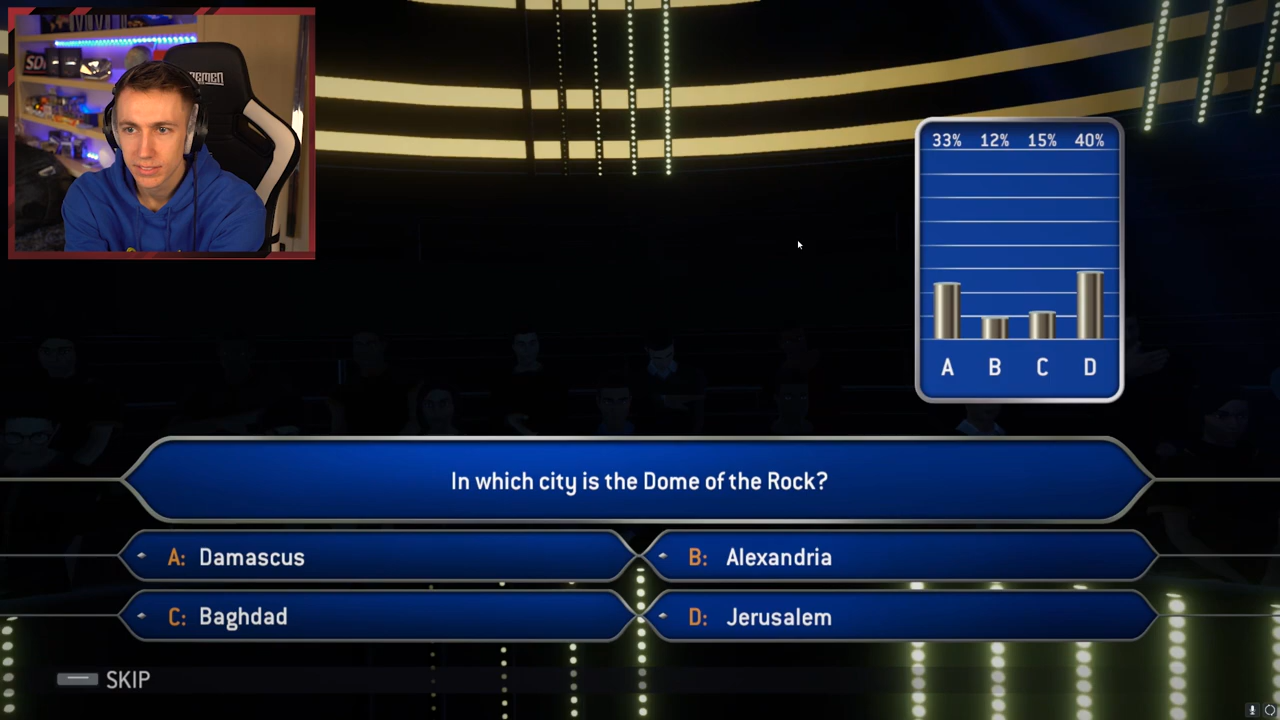 33% 12% 15% 40%
A B C D
In which city is the Dome of the Rock?
A: Damascus
B: Alexandria
C: Baghdad
D: Jerusalem
SKIP